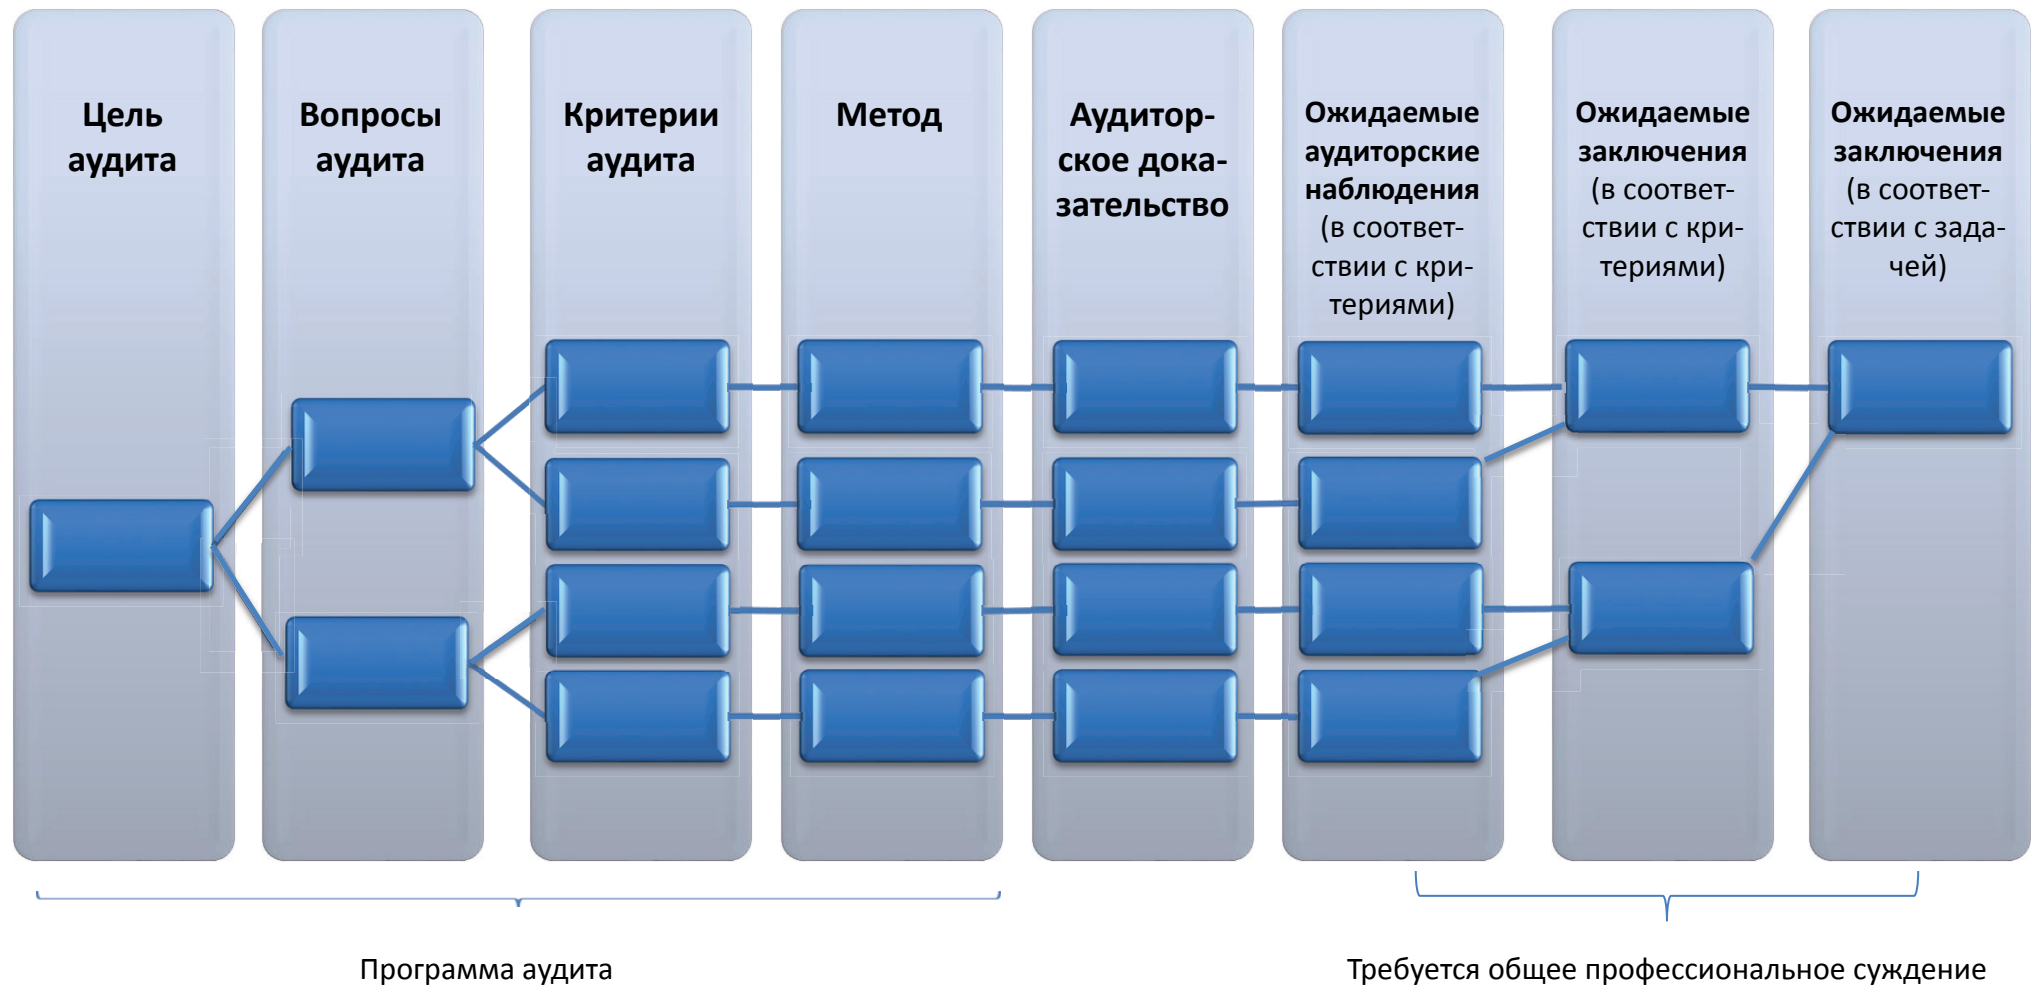 Цель
аудита
Вопросы
аудита
Критерии
аудита
Метод
Аудитор-
ское дока-
зательство
Ожидаемые
аудиторские
наблюдения
(в соответ-
ствии с кри-
териями)
Ожидаемые
заключения
(в соответ-
ствии с кри-
териями)
Ожидаемые
заключения
(в соответ-
ствии с зада-
чей)
Программа аудита
Требуется общее профессиональное суждение